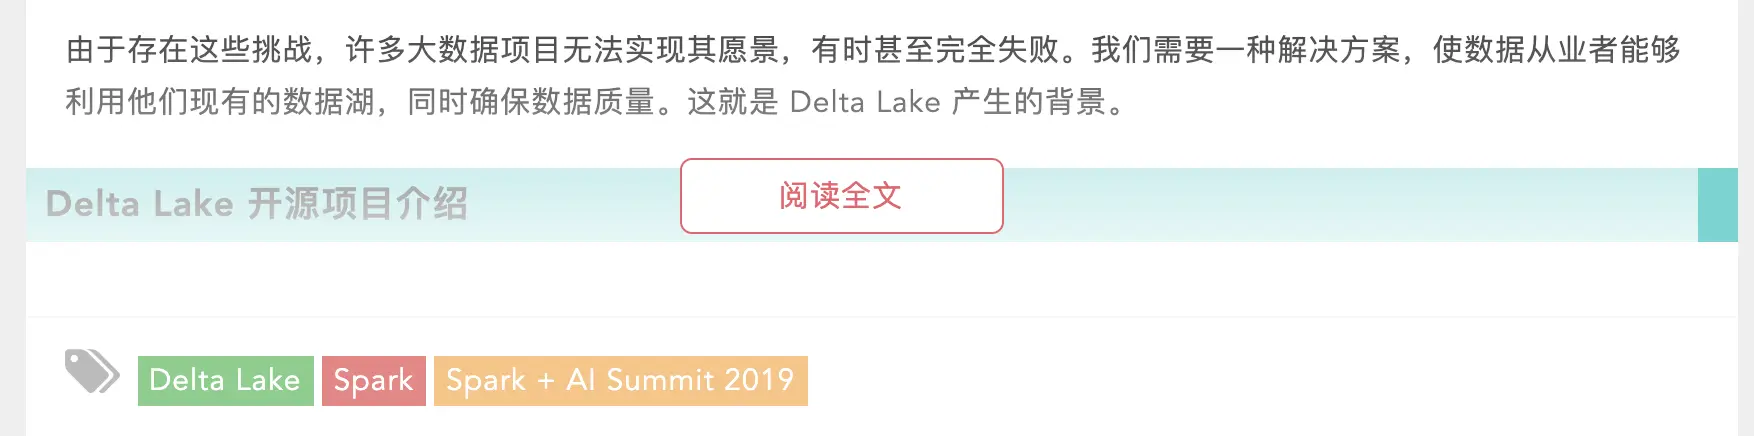 由于存在这些挑战，许多大数据项目无法实现其愿景，有时甚至完全失败。我们需要一种解决方案，使数据从业者能够
利用他们现有的数据湖，同时确保数据质量。这就是 Delta Lake 产生的背景。
Delta Lake 开源项目介绍
阅读全文
Delta Lake Spark Spark + AI Summit 2019